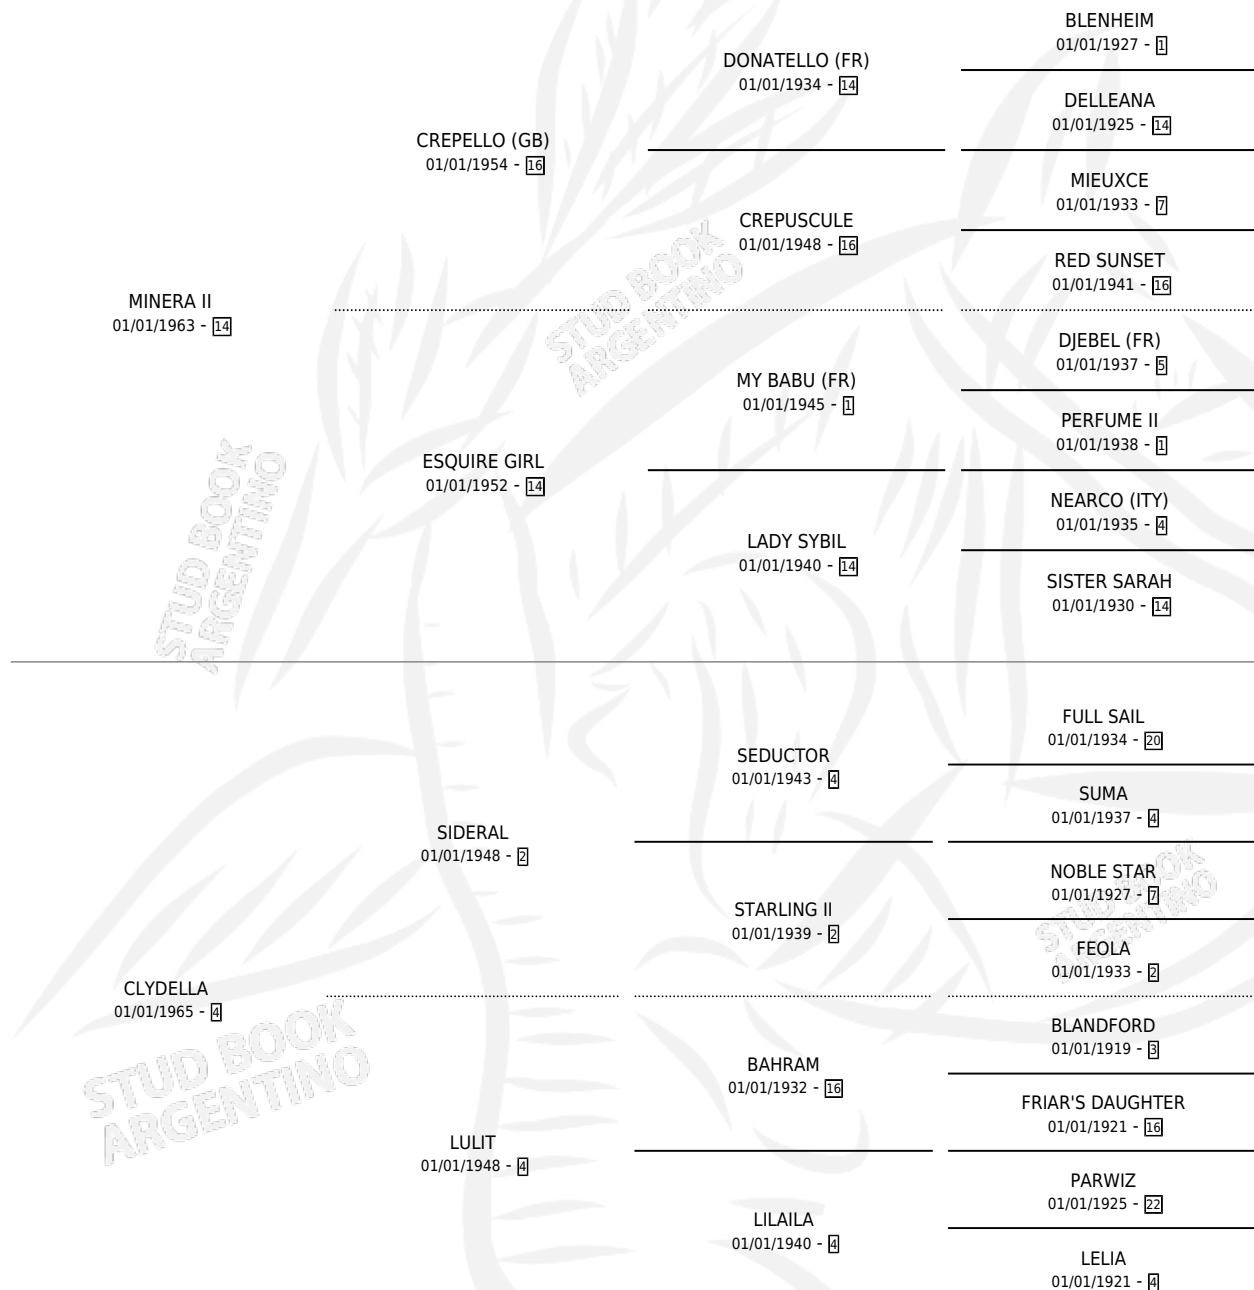 BLENHEIM
01/01/1927 - 1
DONATELLO (FR)
01/01/1934 - 14
DELLEANA
01/01/1925 - 14
CREPELLO (GB)
01/01/1954 - 16
MIEUXCE
01/01/1933 - 7
CREPUSCULE
01/01/1948 - 16
RED SUNSET
01/01/1941 - 16
MINERA II
01/01/1963 - 14
DJEBEL (FR)
01/01/1937 - 5
MY BABU (FR)
01/01/1945 - 1
PERFUME II
01/01/1938 - 1
ESQUIRE GIRL
01/01/1952 - 14
NEARCO (ITY)
01/01/1935 - 4
LADY SYBIL
01/01/1940 - 14
SISTER SARAH
01/01/1930 - 14
FULL SAIL
01/01/1934 - 20
SEDUCTOR
01/01/1943 - 4
SUMA
01/01/1937 - 4
SIDERAL
01/01/1948 - 2
NOBLE STAR
01/01/1927 - 7
STARLING II
01/01/1939 - 2
FEOLA
01/01/1933 - 2
CLYDELLA
01/01/1965 - 4
BLANDFORD
01/01/1919 - 3
BAHRAM
01/01/1932 - 16
FRIAR'S DAUGHTER
01/01/1921 - 16
LULIT
01/01/1948 - 4
PARWIZ
01/01/1925 - 22
LILAILA
01/01/1940 - 4
LELIA
01/01/1921 - 4
STUD BOOK
ARGENTINO
STUD BOOK
ARGENTINO
STUD BOOK
ARGENTINO
STUD BOOK
ARGENTINO